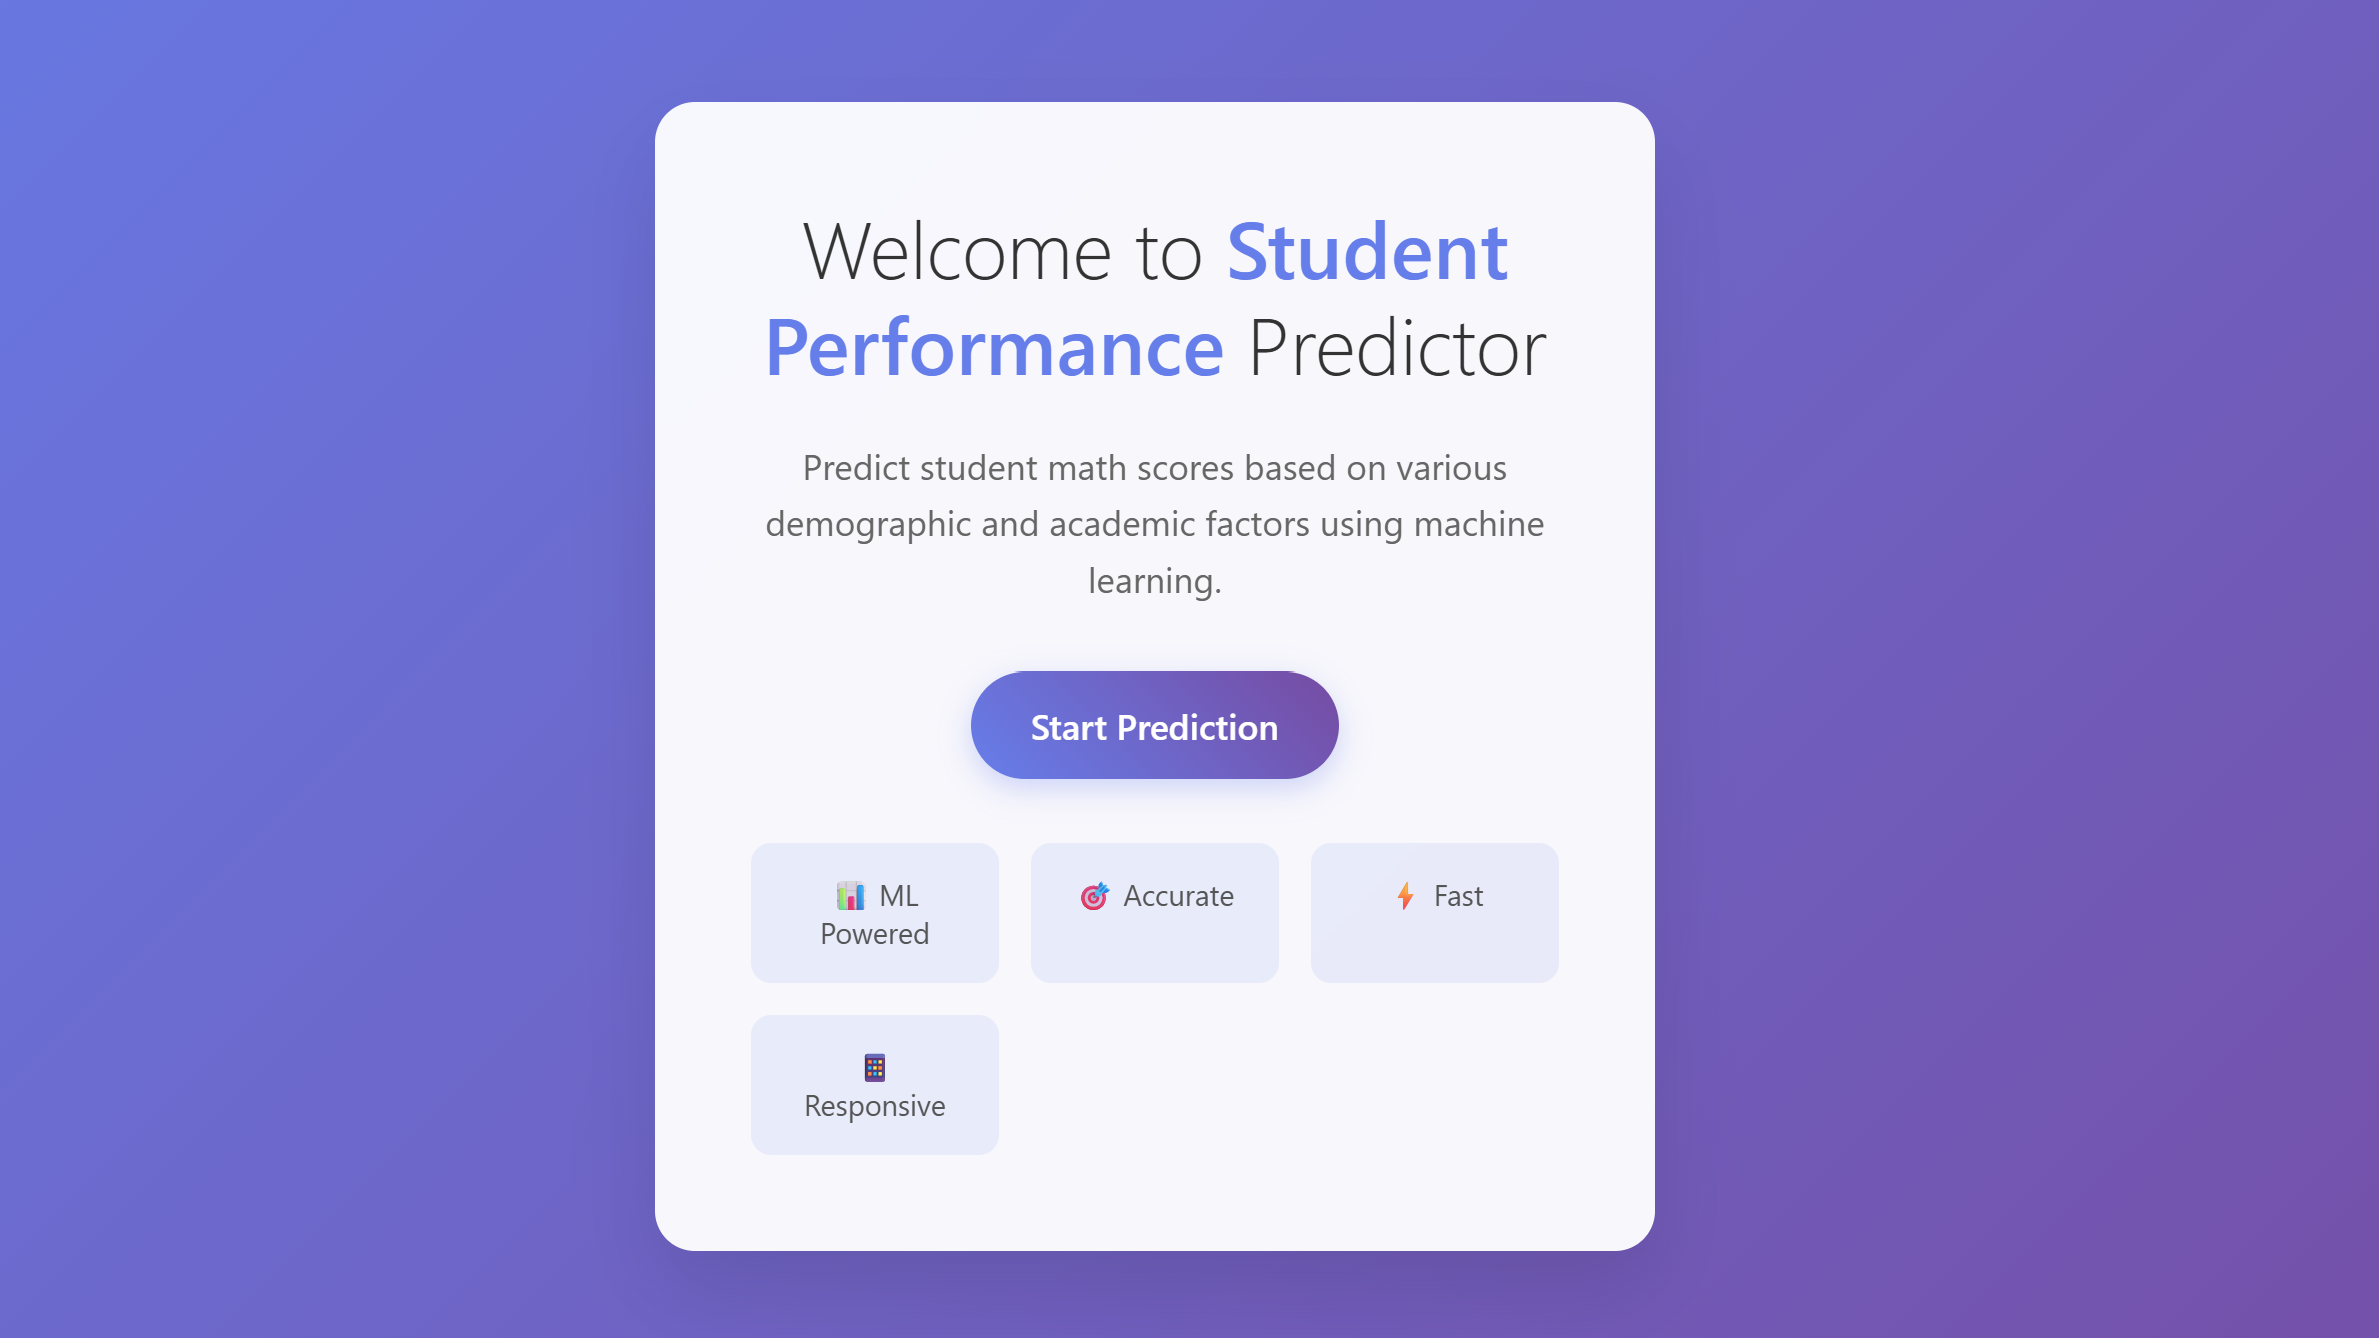 Welcome to Student
Performance Predictor
Predict student math scores based on various
demographic and academic factors using machine
learning.
Start Prediction
📊 ML
Powered
🎯 Accurate
⚡ Fast
📱
Responsive